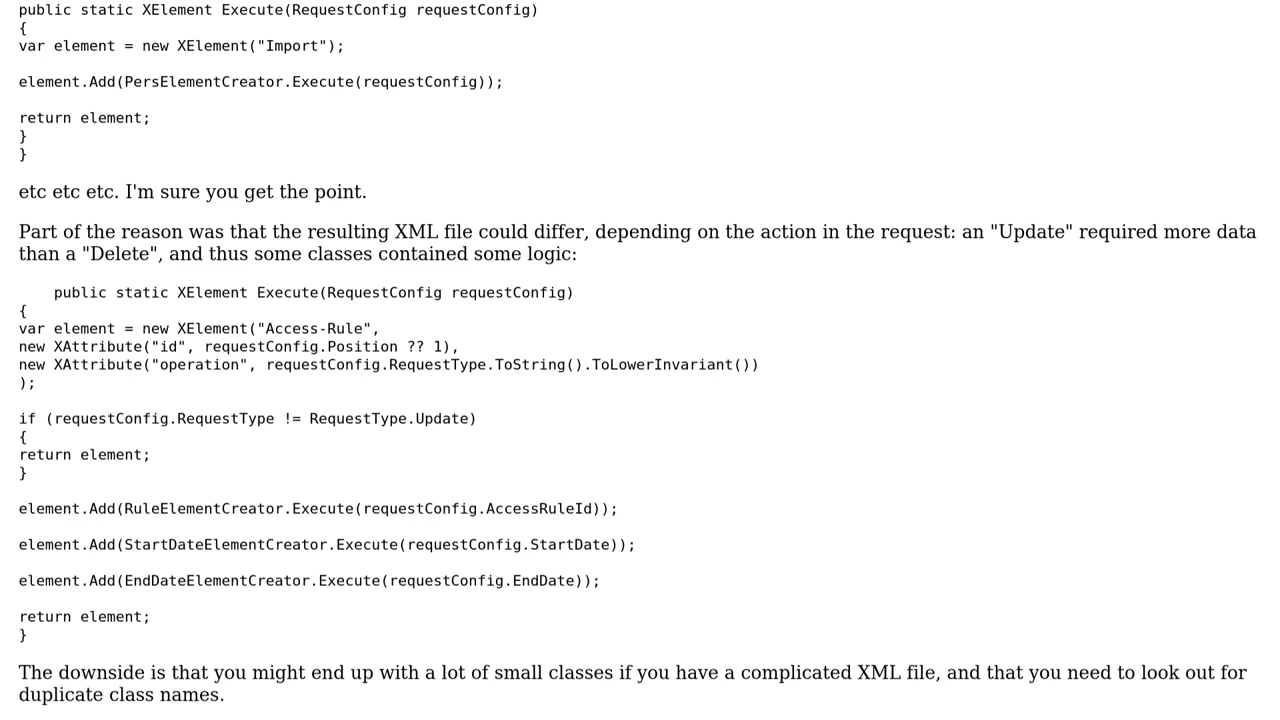 public static XElement Execute(RequestConfig requestConfig)
{
var element = new XElement("Import");
element.Add(PersElementCreator.Execute(requestConfig));
return element;
}
}
etc etc etc. I'm sure you get the point.
Part of the reason was that the resulting XML file could differ, depending on the action in the request: an "Update" required more data
than a "Delete", and thus some classes contained some logic:
public static XElement Execute(RequestConfig requestConfig)
{
var element = new XElement("Access-Rule",
new XAttribute("id", requestConfig.Position ?? 1),
new XAttribute("operation", requestConfig.RequestType.ToString().ToLowerInvariant())
);
if (requestConfig.RequestType != RequestType.Update)
{
return element;
}
element.Add(RuleElementCreator.Execute(requestConfig.AccessRuleId));
element.Add(StartDateElementCreator.Execute(requestConfig.StartDate));
element.Add(EndDateElementCreator.Execute(requestConfig.EndDate));
return element;
}
The downside is that you might end up with a lot of small classes if you have a complicated XML file, and that you need to look out for
duplicate class names.